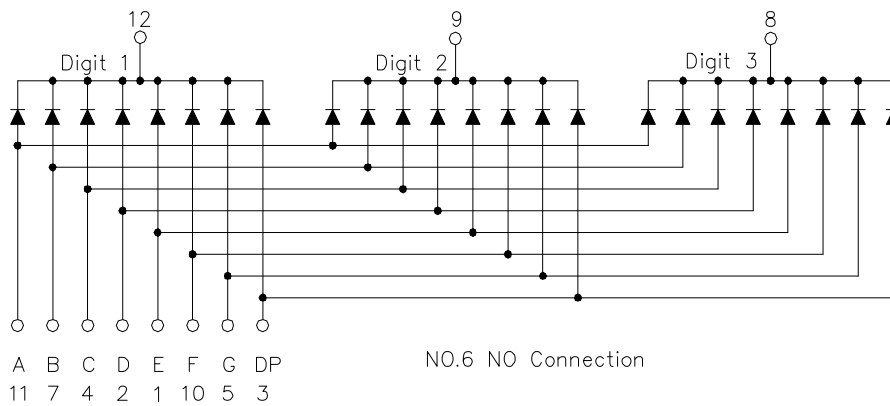 12 9 8
Digit 1 Digit 2 Digit 3
A B C D E F G DP
11 7 4 2 1 10 5 3
NO.6 NO Connection